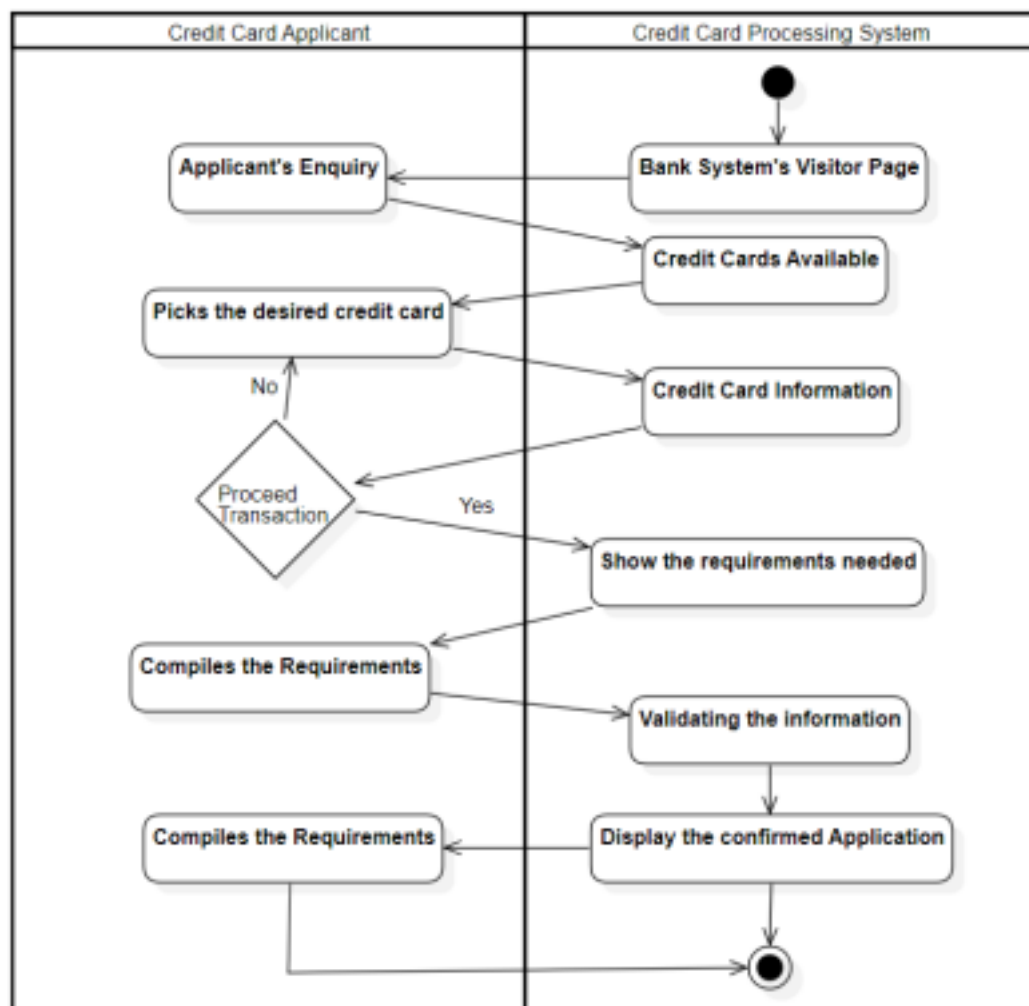 Credit Card Applicant
Credit Card Processing System
Applicant's Enquiry
Bank System's Visitor Page
Credit Cards Available
Picks the desired credit card
Credit Card Information
No
Proceed
Transaction
Yes
Show the requirements needed
Compiles the Requirements
Validating the information
Compiles the Requirements
Display the confirmed Application